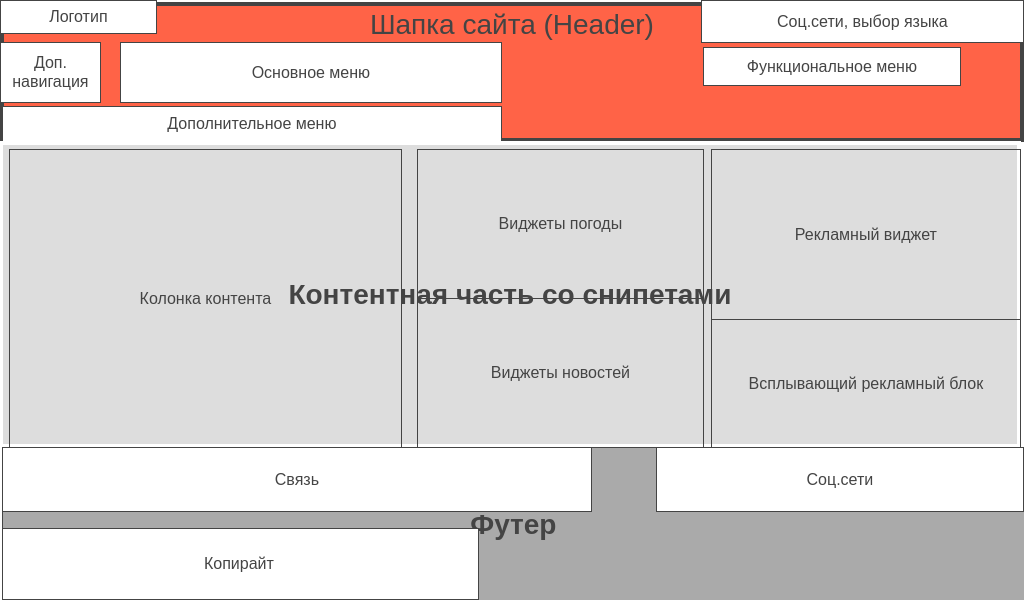 Логотип
Шапка сайта (Header)
Соц.сети, выбор языка
Доп.
навигация
Основное меню
Функциональное меню
Дополнительное меню
Виджеты погоды
Рекламный виджет
Колонка контента
Контентная часть со снипетами
Виджеты новостей
Всплывающий рекламный блок
Связь
Соц.сети
Футер
Копирайт